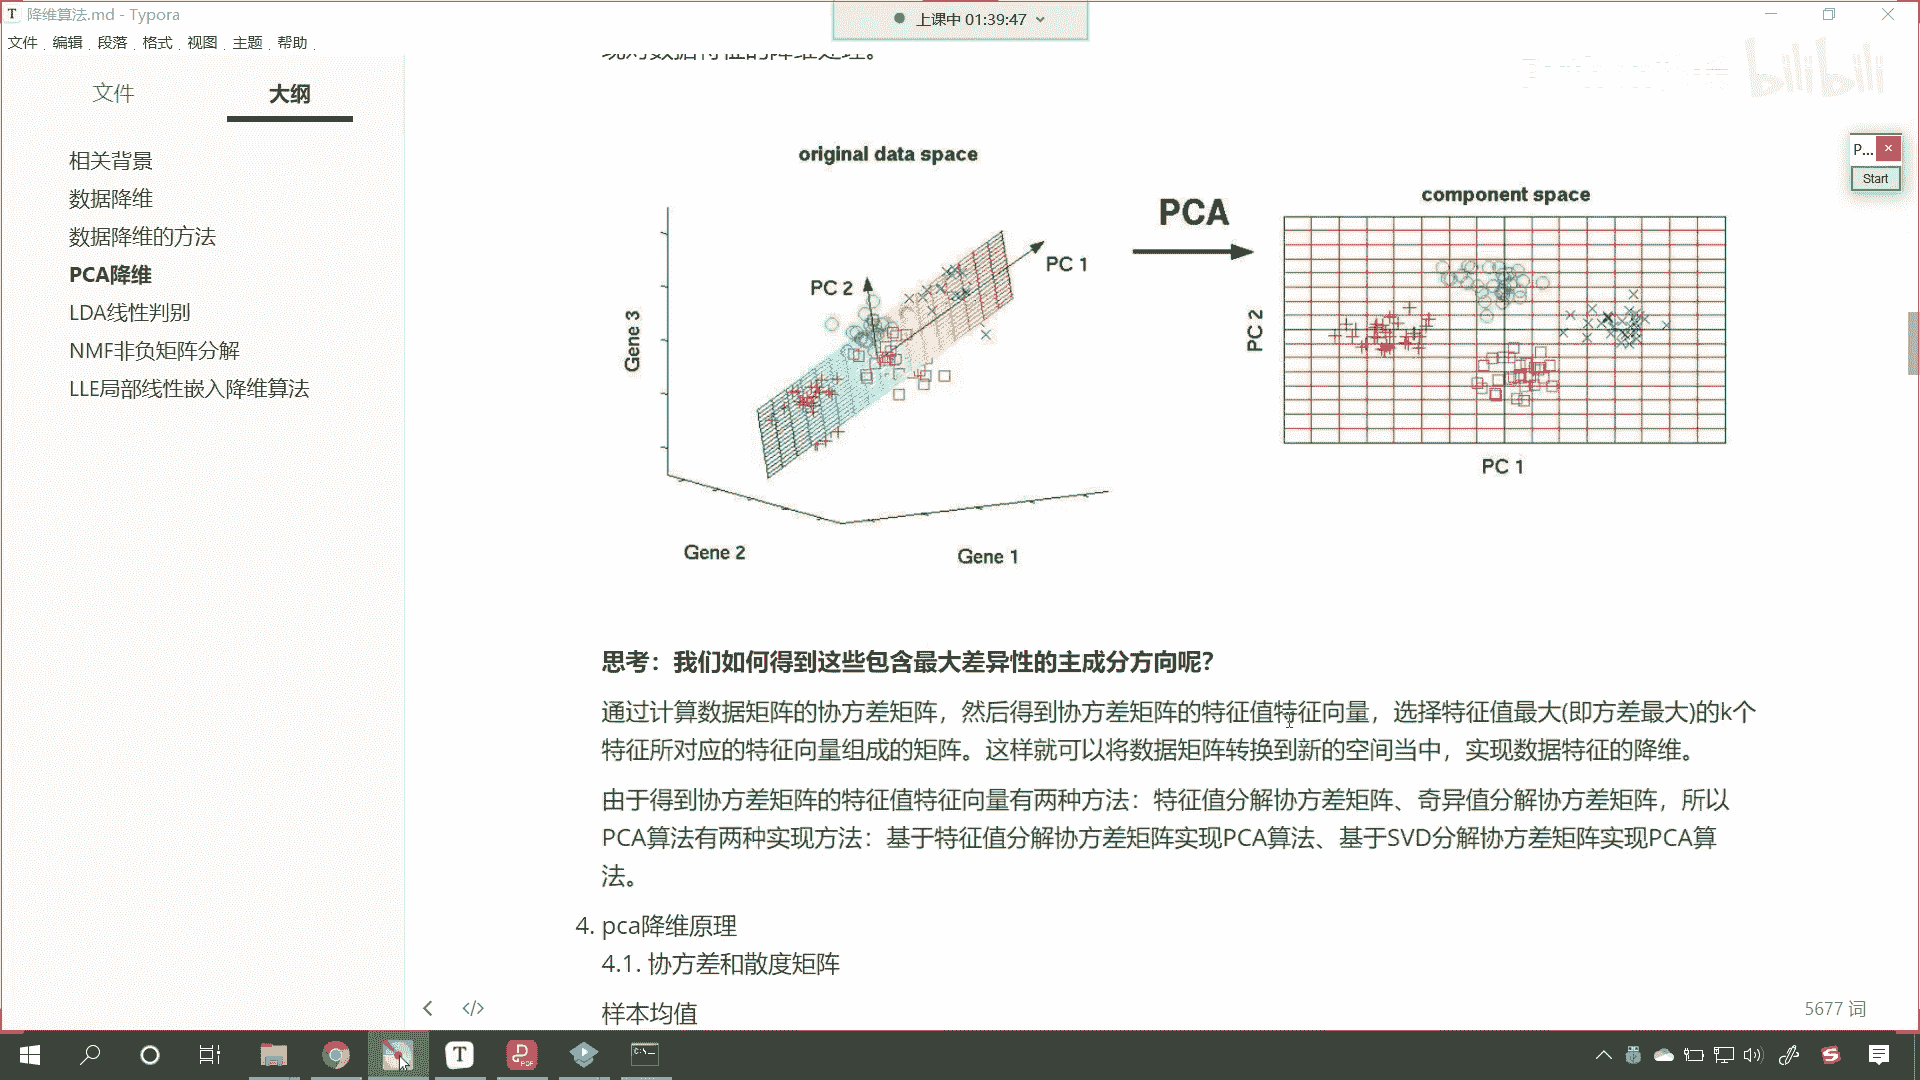 T 降维算法.md - Typora
上课中 01:39:47
文件 编辑 段落 格式 视图 主题 帮助
bilibili
文件 大纲
相关背景
数据降维
数据降维的方法
PCA降维
LDA线性判别
NMF非负矩阵分解
LLE局部线性嵌入降维算法
P...
Start
original data space
PCA
component space
PC 1
PC 2
Gene 3
Gene 2
Gene 1
PC 2
PC 1
思考：我们如何得到这些包含最大差异性的主成分方向呢？
通过计算数据矩阵的协方差矩阵，然后得到协方差矩阵的特征值特征向量，选择特征值最大(即方差最大)的k个
特征所对应的特征向量组成的矩阵。这样就可以将数据矩阵转换到新的空间当中，实现数据特征的降维。
由于得到协方差矩阵的特征值特征向量有两种方法：特征值分解协方差矩阵、奇异值分解协方差矩阵，所以
PCA算法有两种实现方法：基于特征值分解协方差矩阵实现PCA算法、基于SVD分解协方差矩阵实现PCA算
法。
4. pca降维原理
4.1. 协方差和散度矩阵
样本均值
</> 5677 词